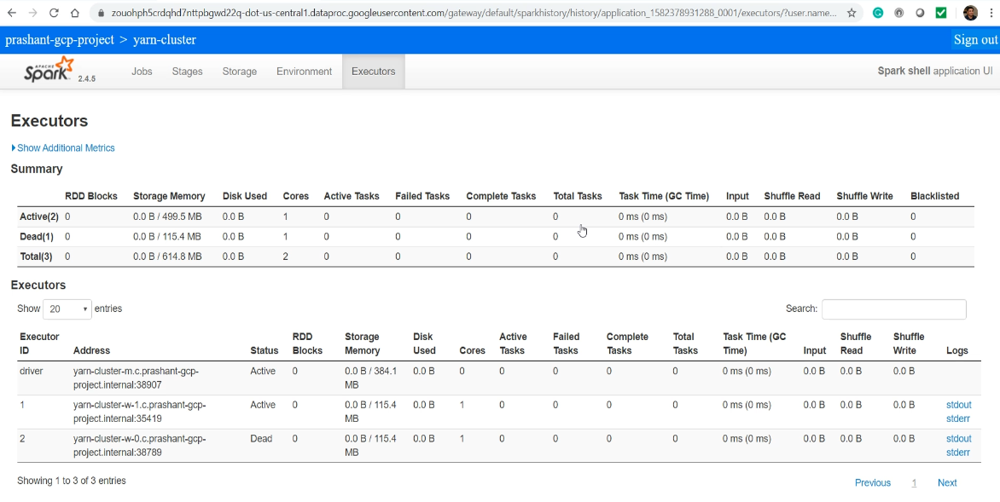 zouohph5crdqhd7nttpbgwd22q-dot-us-central1.dataproc.googleusercontent.com/gateway/default/sparkhistory/history/application_1582378931288_0001/executors/?user.name...
prashant-gcp-project > yarn-cluster Sign out
APACHE Spark 2.4.5 Jobs Stages Storage Environment Executors Spark shell application UI
Executors
Show Additional Metrics
Summary
RDD Blocks Storage Memory Disk Used Cores Active Tasks Failed Tasks Complete Tasks Total Tasks Task Time (GC Time) Input Shuffle Read Shuffle Write Blacklisted
Active(2) 0 0.0 B / 499.5 MB 0.0 B 1 0 0 0 0 0 ms (0 ms) 0.0 B 0.0 B 0.0 B 0
Dead(1) 0 0.0 B / 115.4 MB 0.0 B 1 0 0 0 0 0 ms (0 ms) 0.0 B 0.0 B 0.0 B 0
Total(3) 0 0.0 B / 614.8 MB 0.0 B 2 0 0 0 0 0 ms (0 ms) 0.0 B 0.0 B 0.0 B 0
Executors
Show 20 entries Search:
Executor RDD Storage Disk Active Failed Complete Total Task Time (GC Shuffle Shuffle
ID Address Status Blocks Memory Used Cores Tasks Tasks Tasks Tasks Time) Input Read Write Logs
driver yarn-cluster-m.c.prashant-gcp- Active 0 0.0 B / 384.1 0.0 B 0 0 0 0 0 0 ms (0 ms) 0.0 B 0.0 B 0.0 B
project.internal:38907 MB
1 yarn-cluster-w-1.c.prashant-gcp- Active 0 0.0 B / 115.4 0.0 B 1 0 0 0 0 0 ms (0 ms) 0.0 B 0.0 B 0.0 B stdout
project.internal:35419 MB stderr
2 yarn-cluster-w-0.c.prashant-gcp- Dead 0 0.0 B / 115.4 0.0 B 1 0 0 0 0 0 ms (0 ms) 0.0 B 0.0 B 0.0 B stdout
project.internal:38789 MB stderr
Showing 1 to 3 of 3 entries Previous 1 Next